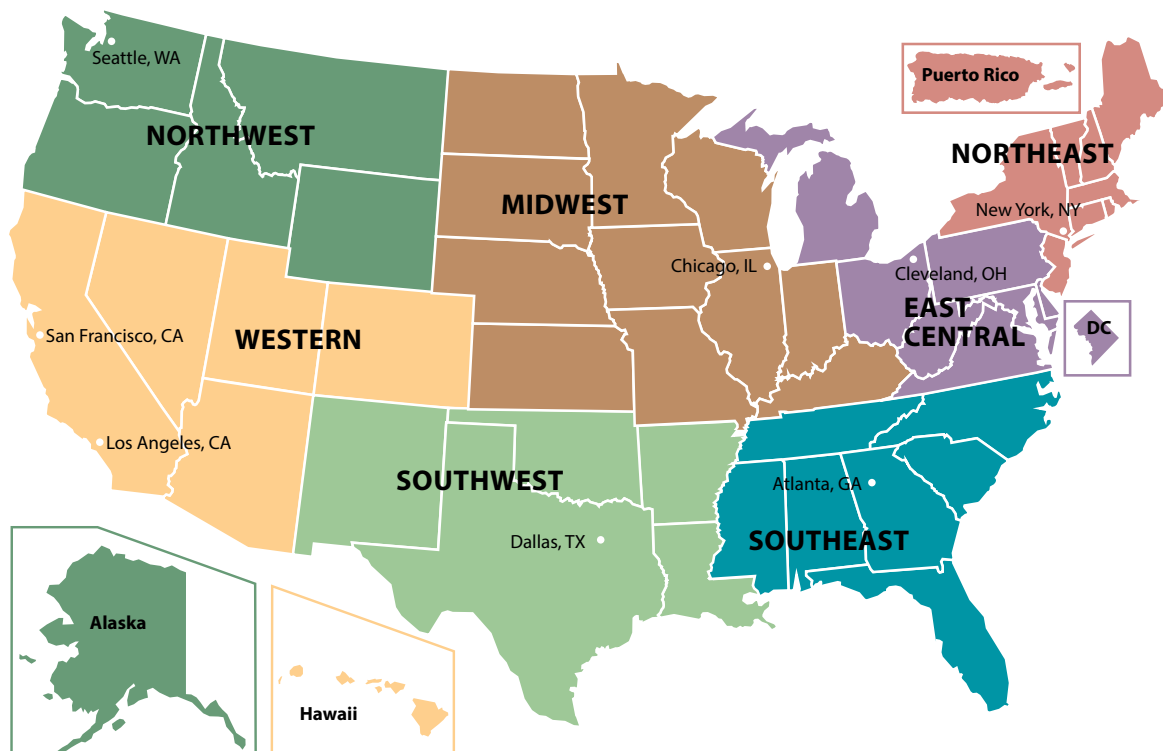 Seattle, WA
Puerto Rico
NORTHWEST
NORTHEAST
MIDWEST
New York, NY
Chicago, IL
Cleveland, OH
EAST
CENTRAL
DC
San Francisco, CA
WESTERN
Los Angeles, CA
SOUTHWEST
Atlanta, GA
Dallas, TX
SOUTHEAST
Alaska
Hawaii